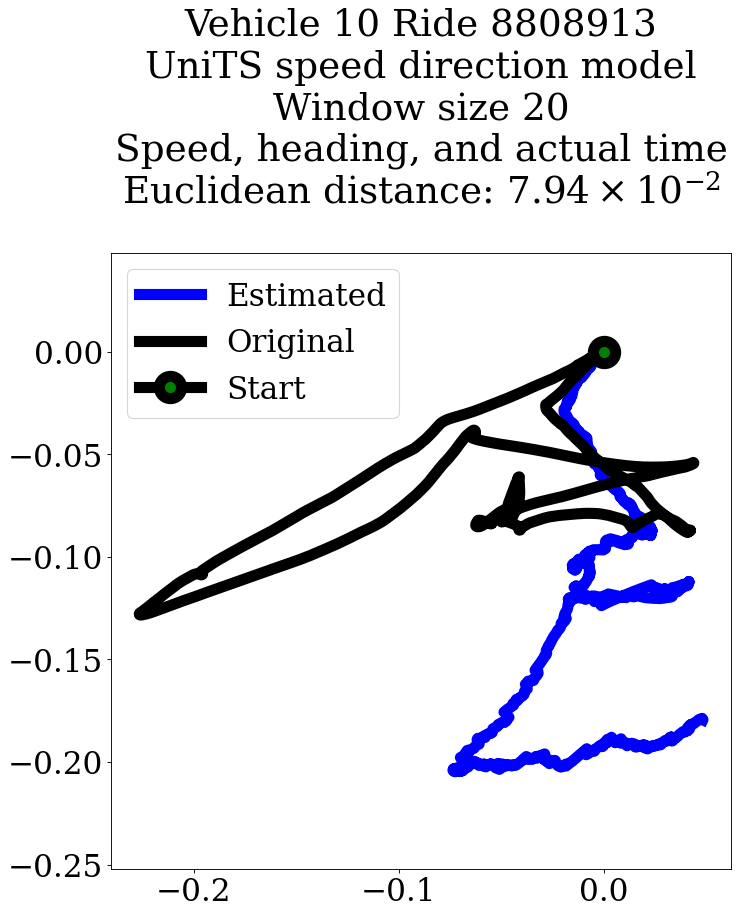 Vehicle 10 Ride 8808913
UniTS speed direction model
Window size 20
Speed, heading, and actual time
Euclidean distance: 7.94 × 10⁻²
Estimated
Original
Start
0.00
−0.05
−0.10
−0.15
−0.20
−0.25
−0.2
−0.1
0.0